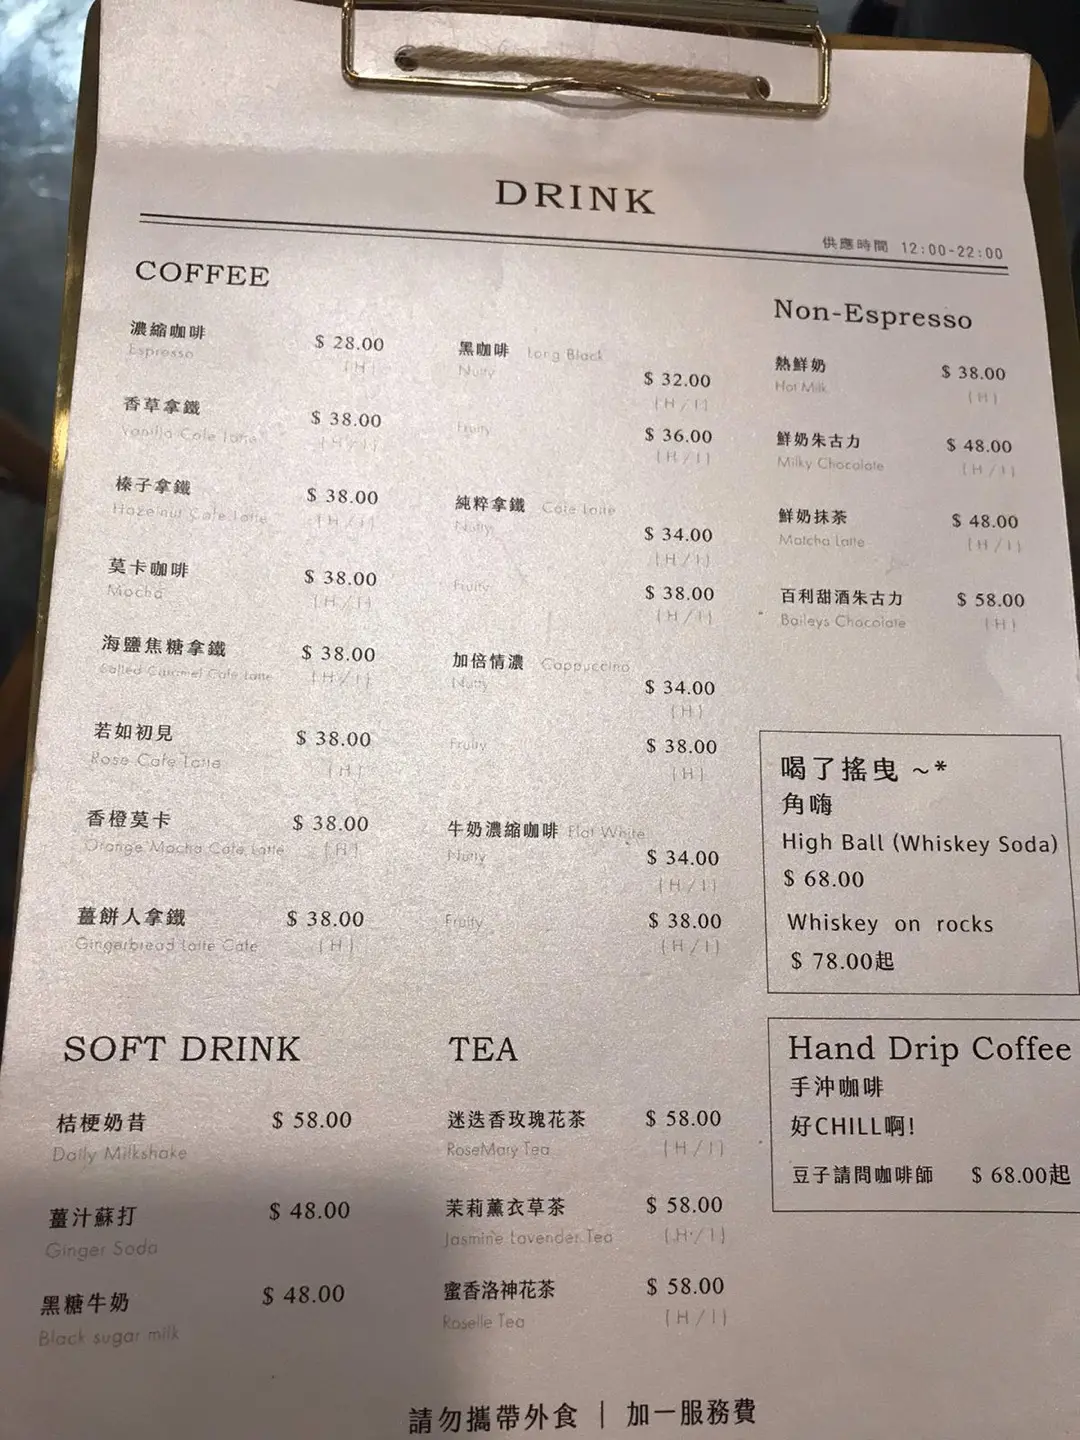 DRINK
供應時間 12:00-22:00
COFFEE
濃縮咖啡 $ 28.00
Espresso (H)
香草拿鐵 $ 38.00
Vanilla Cafe Latte (H/I)
榛子拿鐵 $ 38.00
Hazelnut Cafe Latte (H/I)
莫卡咖啡 $ 38.00
Mocha (H/I)
海鹽焦糖拿鐵 $ 38.00
Salted Caramel Cafe Latte (H/I)
若如初見 $ 38.00
Rose Cafe Latte (H)
香橙莫卡 $ 38.00
Orange Mocha Cafe Latte (H)
薑餅人拿鐵 $ 38.00
Gingerbread Latte Cafe (H)
黑咖啡 Long Black
Nutty $ 32.00
(H/I)
Fruity $ 36.00
(H/I)
純粹拿鐵 Cafe Latte
Nutty $ 34.00
(H/I)
Fruity $ 38.00
(H/I)
加倍情濃 Cappuccino
Nutty $ 34.00
(H)
Fruity $ 38.00
(H)
牛奶濃縮咖啡 Flat White
Nutty $ 34.00
(H/I)
Fruity $ 38.00
(H/I)
Non-Espresso
熱鮮奶 $ 38.00
Hot Milk (H)
鮮奶朱古力 $ 48.00
Milky Chocolate (H/I)
鮮奶抹茶 $ 48.00
Matcha Latte (H/I)
百利甜酒朱古力 $ 58.00
Baileys Chocolate (H)
喝了搖曳 ~*
角嗨
High Ball (Whiskey Soda)
$ 68.00
Whiskey on rocks
$ 78.00起
Hand Drip Coffee
手沖咖啡
好CHILL啊!
豆子請問咖啡師 $ 68.00起
SOFT DRINK
桔梗奶昔 $ 58.00
Daily Milkshake
薑汁蘇打 $ 48.00
Ginger Soda
黑糖牛奶 $ 48.00
Black sugar milk
TEA
迷迭香玫瑰花茶 $ 58.00
RoseMary Tea (H/I)
茉莉薰衣草茶 $ 58.00
Jasmine Lavender Tea (H/I)
蜜香洛神花茶 $ 58.00
Roselle Tea (H/I)
請勿攜帶外食 | 加一服務費